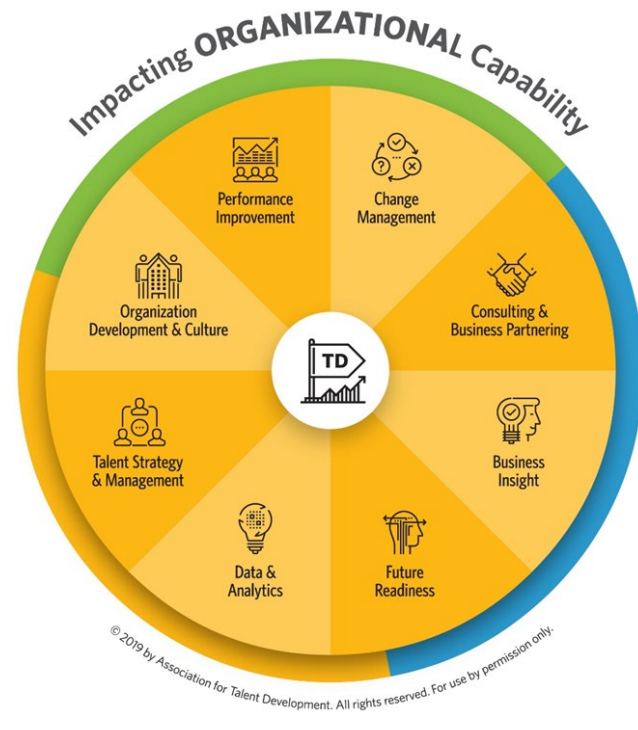 Impacting ORGANIZATIONAL Capability
Performance
Improvement
Change
Management
Organization
Development & Culture
Consulting &
Business Partnering
TD
Talent Strategy
& Management
Business
Insight
Data &
Analytics
Future
Readiness
© 2019 by Association for Talent Development. All rights reserved. For use by permission only.